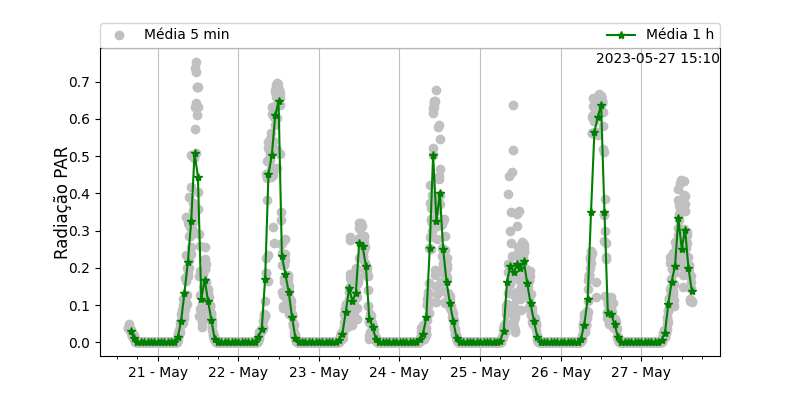 Média 5 min
Média 1 h
2023-05-27 15:10
Radiação PAR
0.7
0.6
0.5
0.4
0.3
0.2
0.1
0.0
21 - May
22 - May
23 - May
24 - May
25 - May
26 - May
27 - May